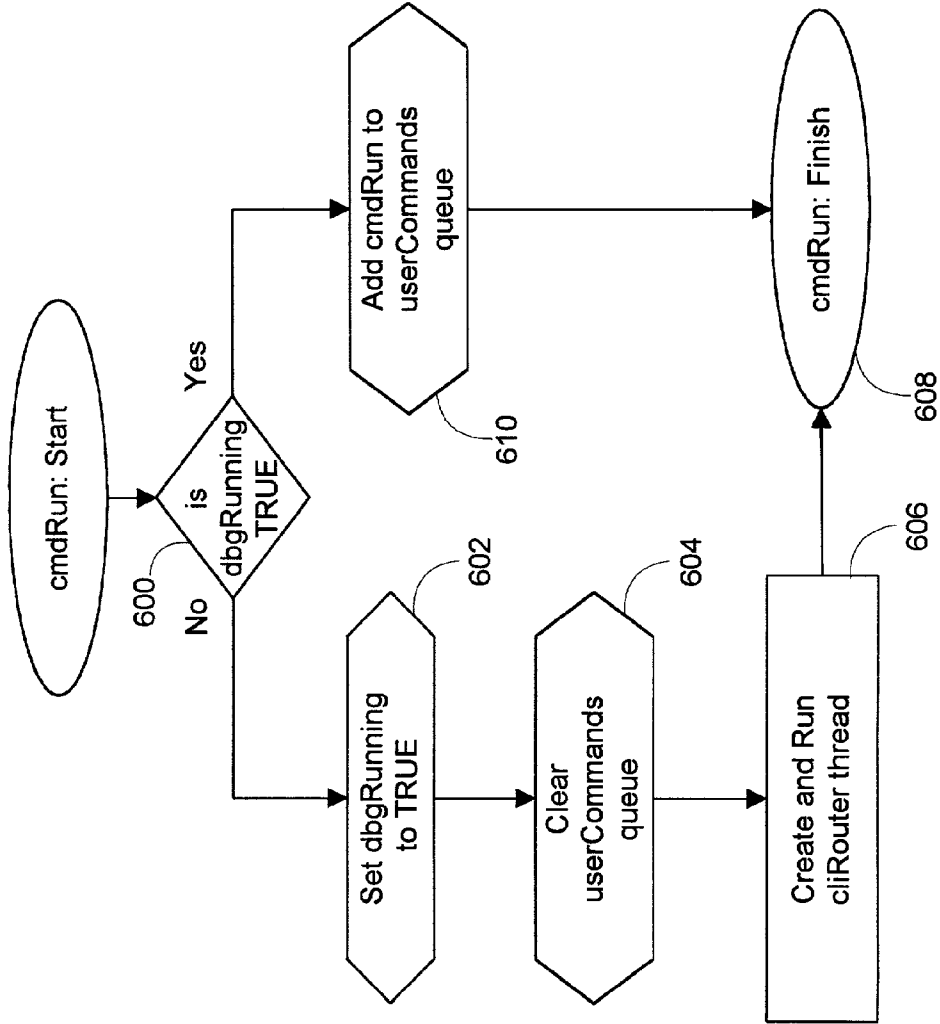 cmdRun: Start
600
is
dbgRunning
TRUE
No
Yes
Set dbgRunning
to TRUE
602
Add cmdRun to
userCommands
queue
610
Clear
userCommands
queue
604
Create and Run
cliRouter thread
606
cmdRun: Finish
608